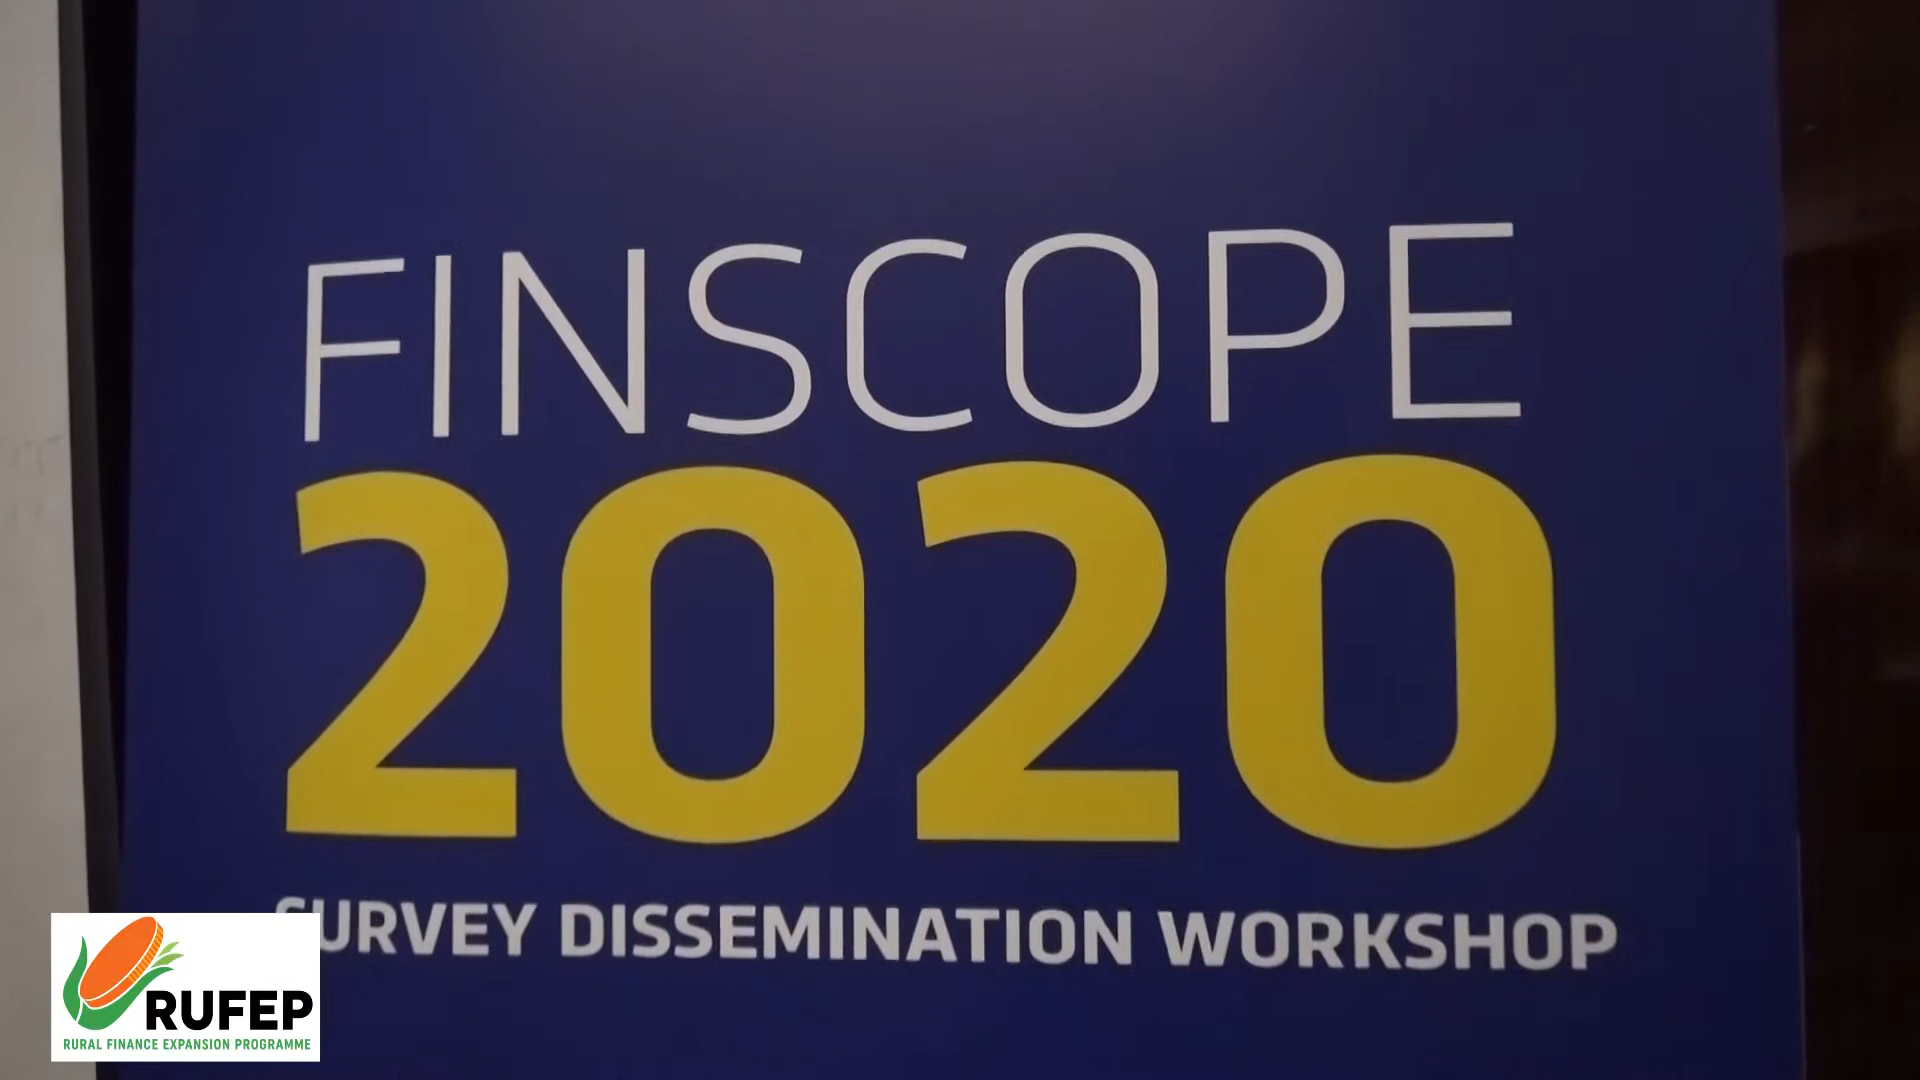 FINSCOPE
2020
SURVEY DISSEMINATION WORKSHOP
RUFEP
RURAL FINANCE EXPANSION PROGRAMME